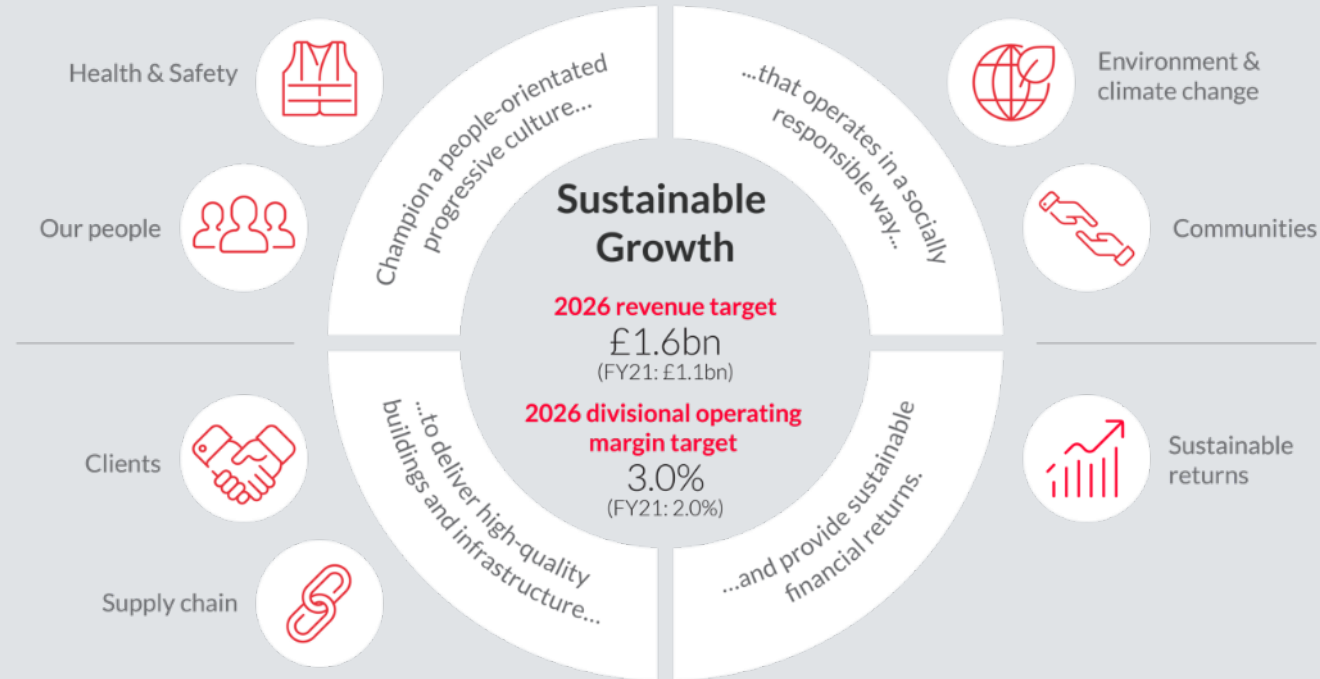 Health & Safety
Our people
Champion a people-orientated
progressive culture...
...that operates in a socially
responsible way...
Environment &
climate change
Communities
Sustainable
Growth
2026 revenue target
£1.6bn
(FY21: £1.1bn)
2026 divisional operating
margin target
3.0%
(FY21: 2.0%)
Clients
Supply chain
...to deliver high-quality
buildings and infrastructure...
...and provide sustainable
financial returns.
Sustainable
returns